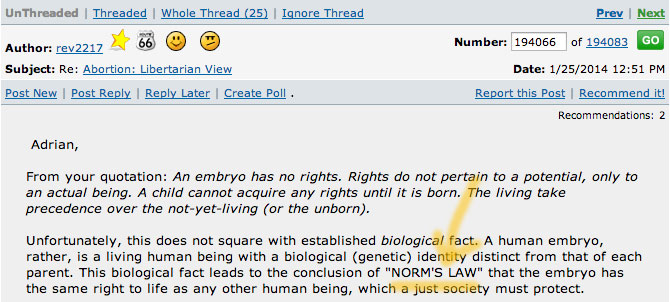 UnThreaded | Threaded | Whole Thread (25) | Ignore Thread Prev | Next
Author: rev2217 ROUTE 66 Number: 194066 of 194083 GO
Subject: Re: Abortion: Libertarian View Date: 1/25/2014 12:51 PM
Post New | Post Reply | Reply Later | Create Poll . Report this Post | Recommend it!
Recommendations: 2
Adrian,
From your quotation: An embryo has no rights. Rights do not pertain to a potential, only to
an actual being. A child cannot acquire any rights until it is born. The living take
precedence over the not-yet-living (or the unborn).
Unfortunately, this does not square with established biological fact. A human embryo,
rather, is a living human being with a biological (genetic) identity distinct from that of each
parent. This biological fact leads to the conclusion of "NORM'S LAW" that the embryo has
the same right to life as any other human being, which a just society must protect.